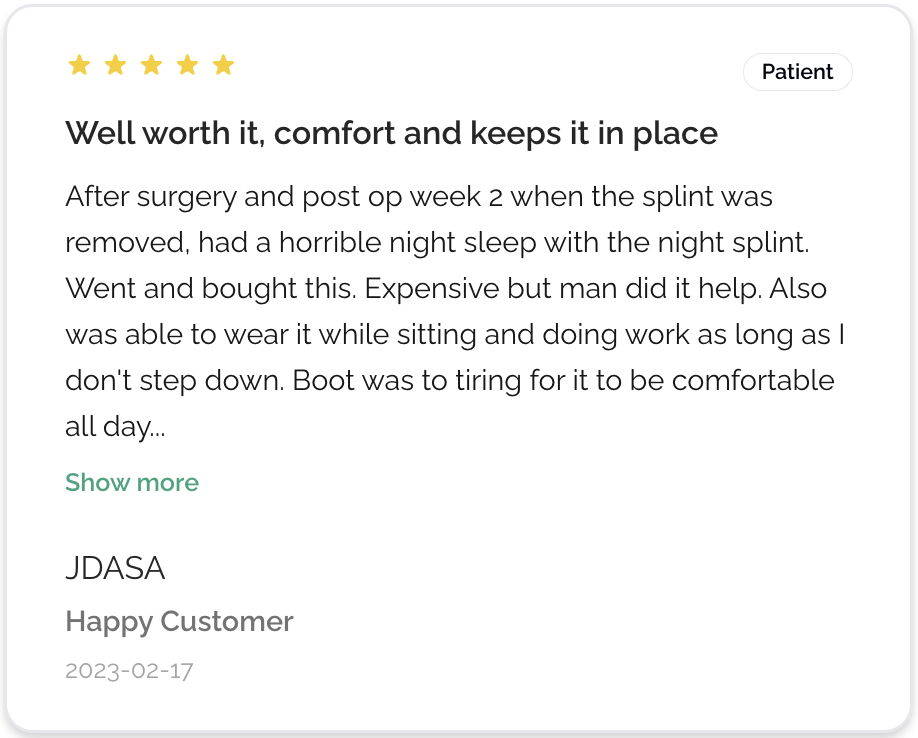 Patient
Well worth it, comfort and keeps it in place
After surgery and post op week 2 when the splint was
removed, had a horrible night sleep with the night splint.
Went and bought this. Expensive but man did it help. Also
was able to wear it while sitting and doing work as long as I
don't step down. Boot was to tiring for it to be comfortable
all day...
Show more
JDASA
Happy Customer
2023-02-17